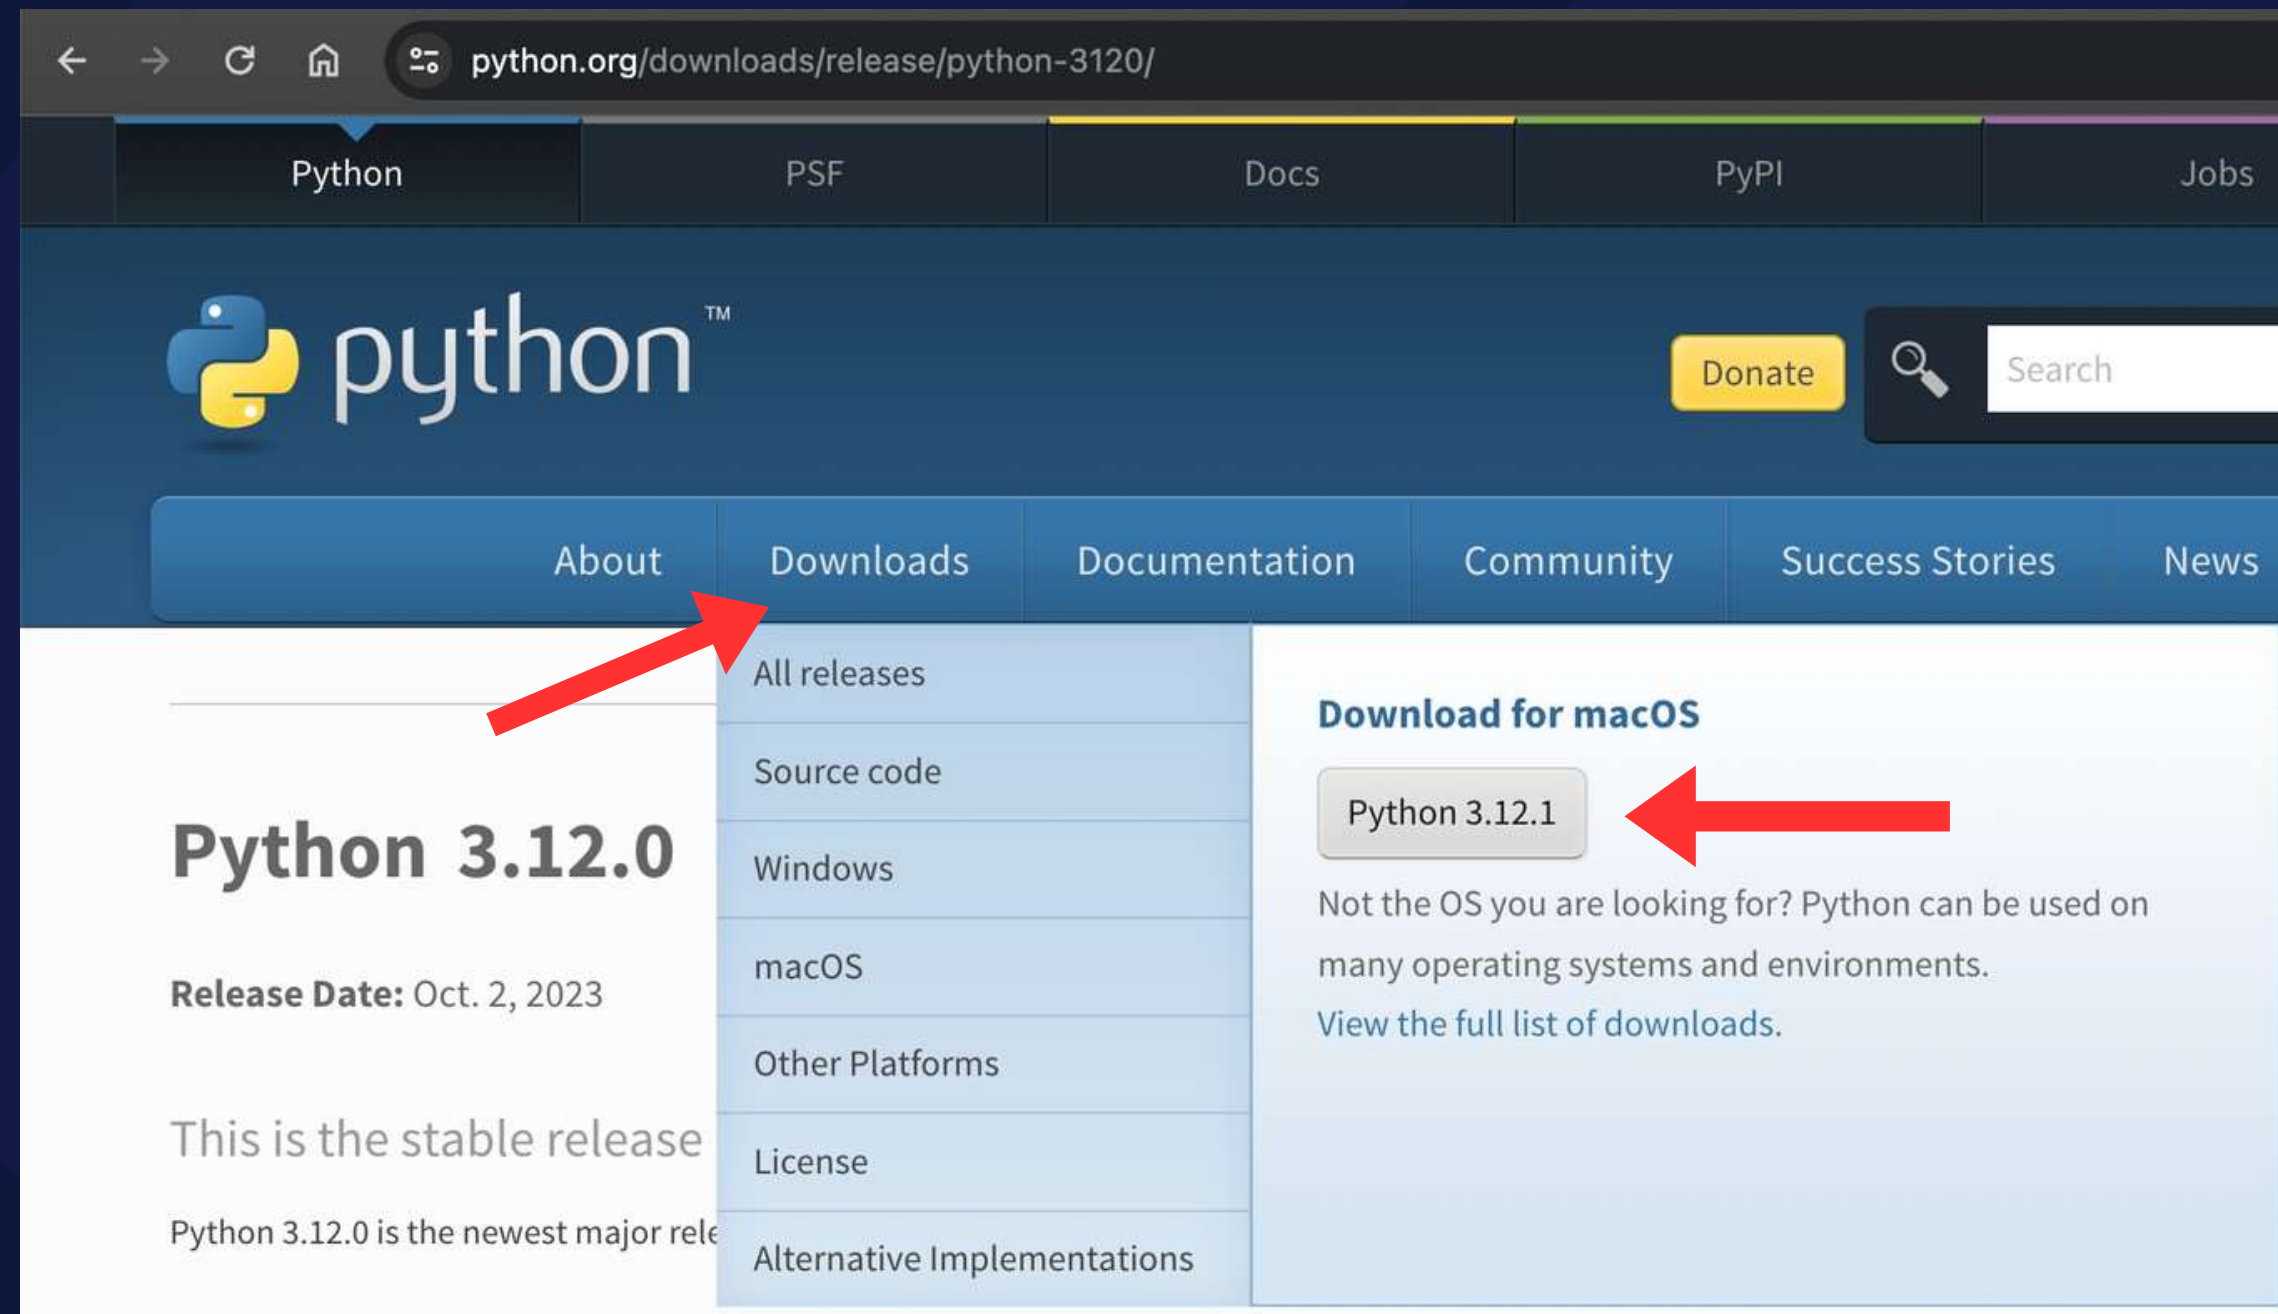 python.org/downloads/release/python-3120/
Python PSF Docs PyPI Jobs
python™
Donate Search
About Downloads Documentation Community Success Stories News
All releases
Source code
Windows
macOS
Other Platforms
License
Alternative Implementations
Download for macOS
Python 3.12.1
Not the OS you are looking for? Python can be used on
many operating systems and environments.
View the full list of downloads.
Python 3.12.0
Release Date: Oct. 2, 2023
This is the stable release
Python 3.12.0 is the newest major rele